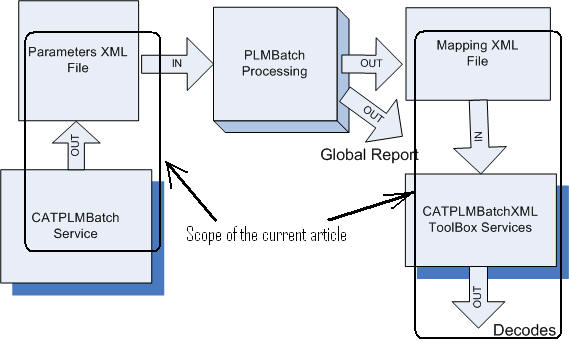 Parameters XML
File
IN
PLMBatch
Processing
OUT
Mapping XML
File
OUT
Global Report
OUT
IN
CATPLMBatch
Service
Scope of the current article
CATPLMBatchXML
ToolBox Services
OUT
Decodes